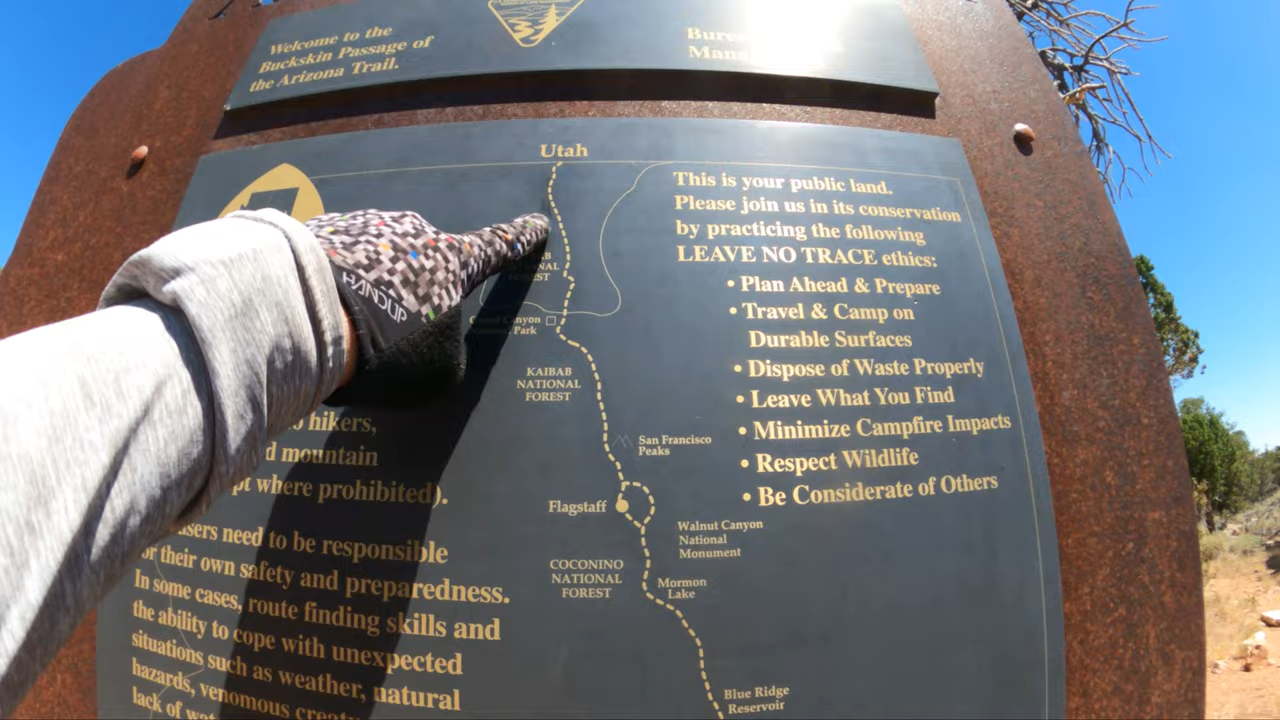 Welcome to the
Buckskin Passage of
the Arizona Trail.
Utah
This is your public land.
Please join us in its conservation
by practicing the following
LEAVE NO TRACE ethics:
• Plan Ahead & Prepare
• Travel & Camp on
Durable Surfaces
• Dispose of Waste Properly
• Leave What You Find
• Minimize Campfire Impacts
• Respect Wildlife
• Be Considerate of Others
FOREST
Canyon
Park
KAIBAB
NATIONAL
FOREST
San Francisco
Peaks
Flagstaff
Walnut Canyon
National
Monument
COCONINO
NATIONAL
FOREST
Mormon
Lake
Blue Ridge
Reservoir
HANDUP
hikers,
mountain
where prohibited).
need to be responsible
their own safety and preparedness.
In some cases, route finding skills and
the ability to cope with unexpected
situations such as weather, natural
hazards, venomous
lack of